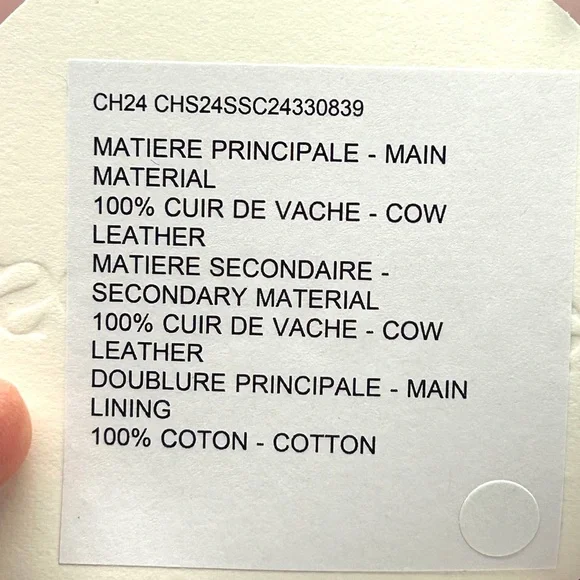 CH24 CHS24SSC24330839
MATIERE PRINCIPALE - MAIN
MATERIAL
100% CUIR DE VACHE - COW
LEATHER
MATIERE SECONDAIRE -
SECONDARY MATERIAL
100% CUIR DE VACHE - COW
LEATHER
DOUBLURE PRINCIPALE - MAIN
LINING
100% COTON - COTTON